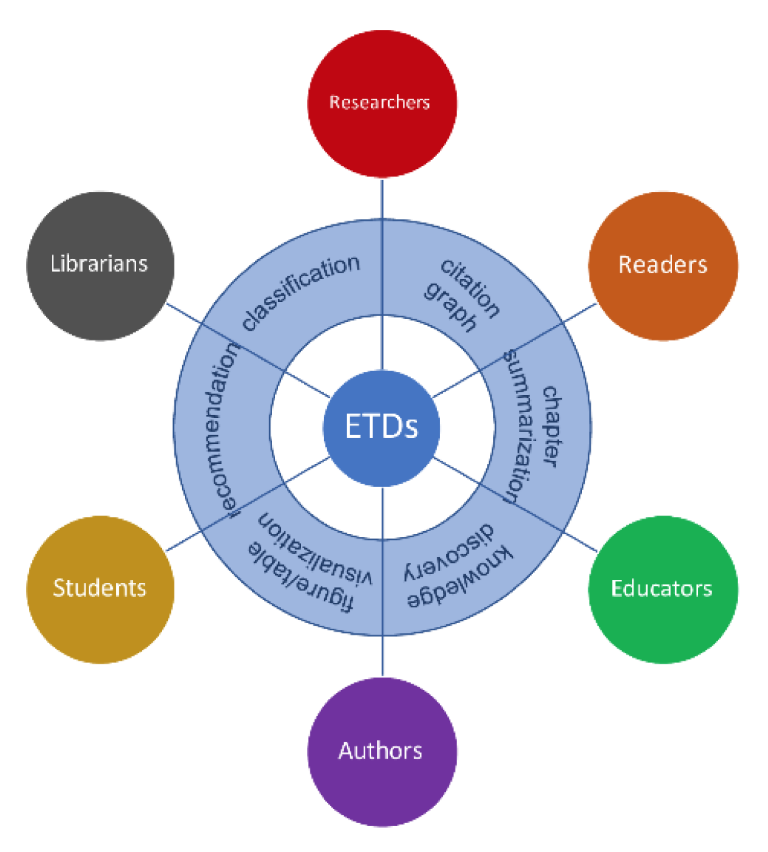 Researchers
Librarians
Readers
classification
citation
graph
recommendation
chapter
summarization
ETDs
figure/table
visualization
knowledge
discovery
Students
Educators
Authors